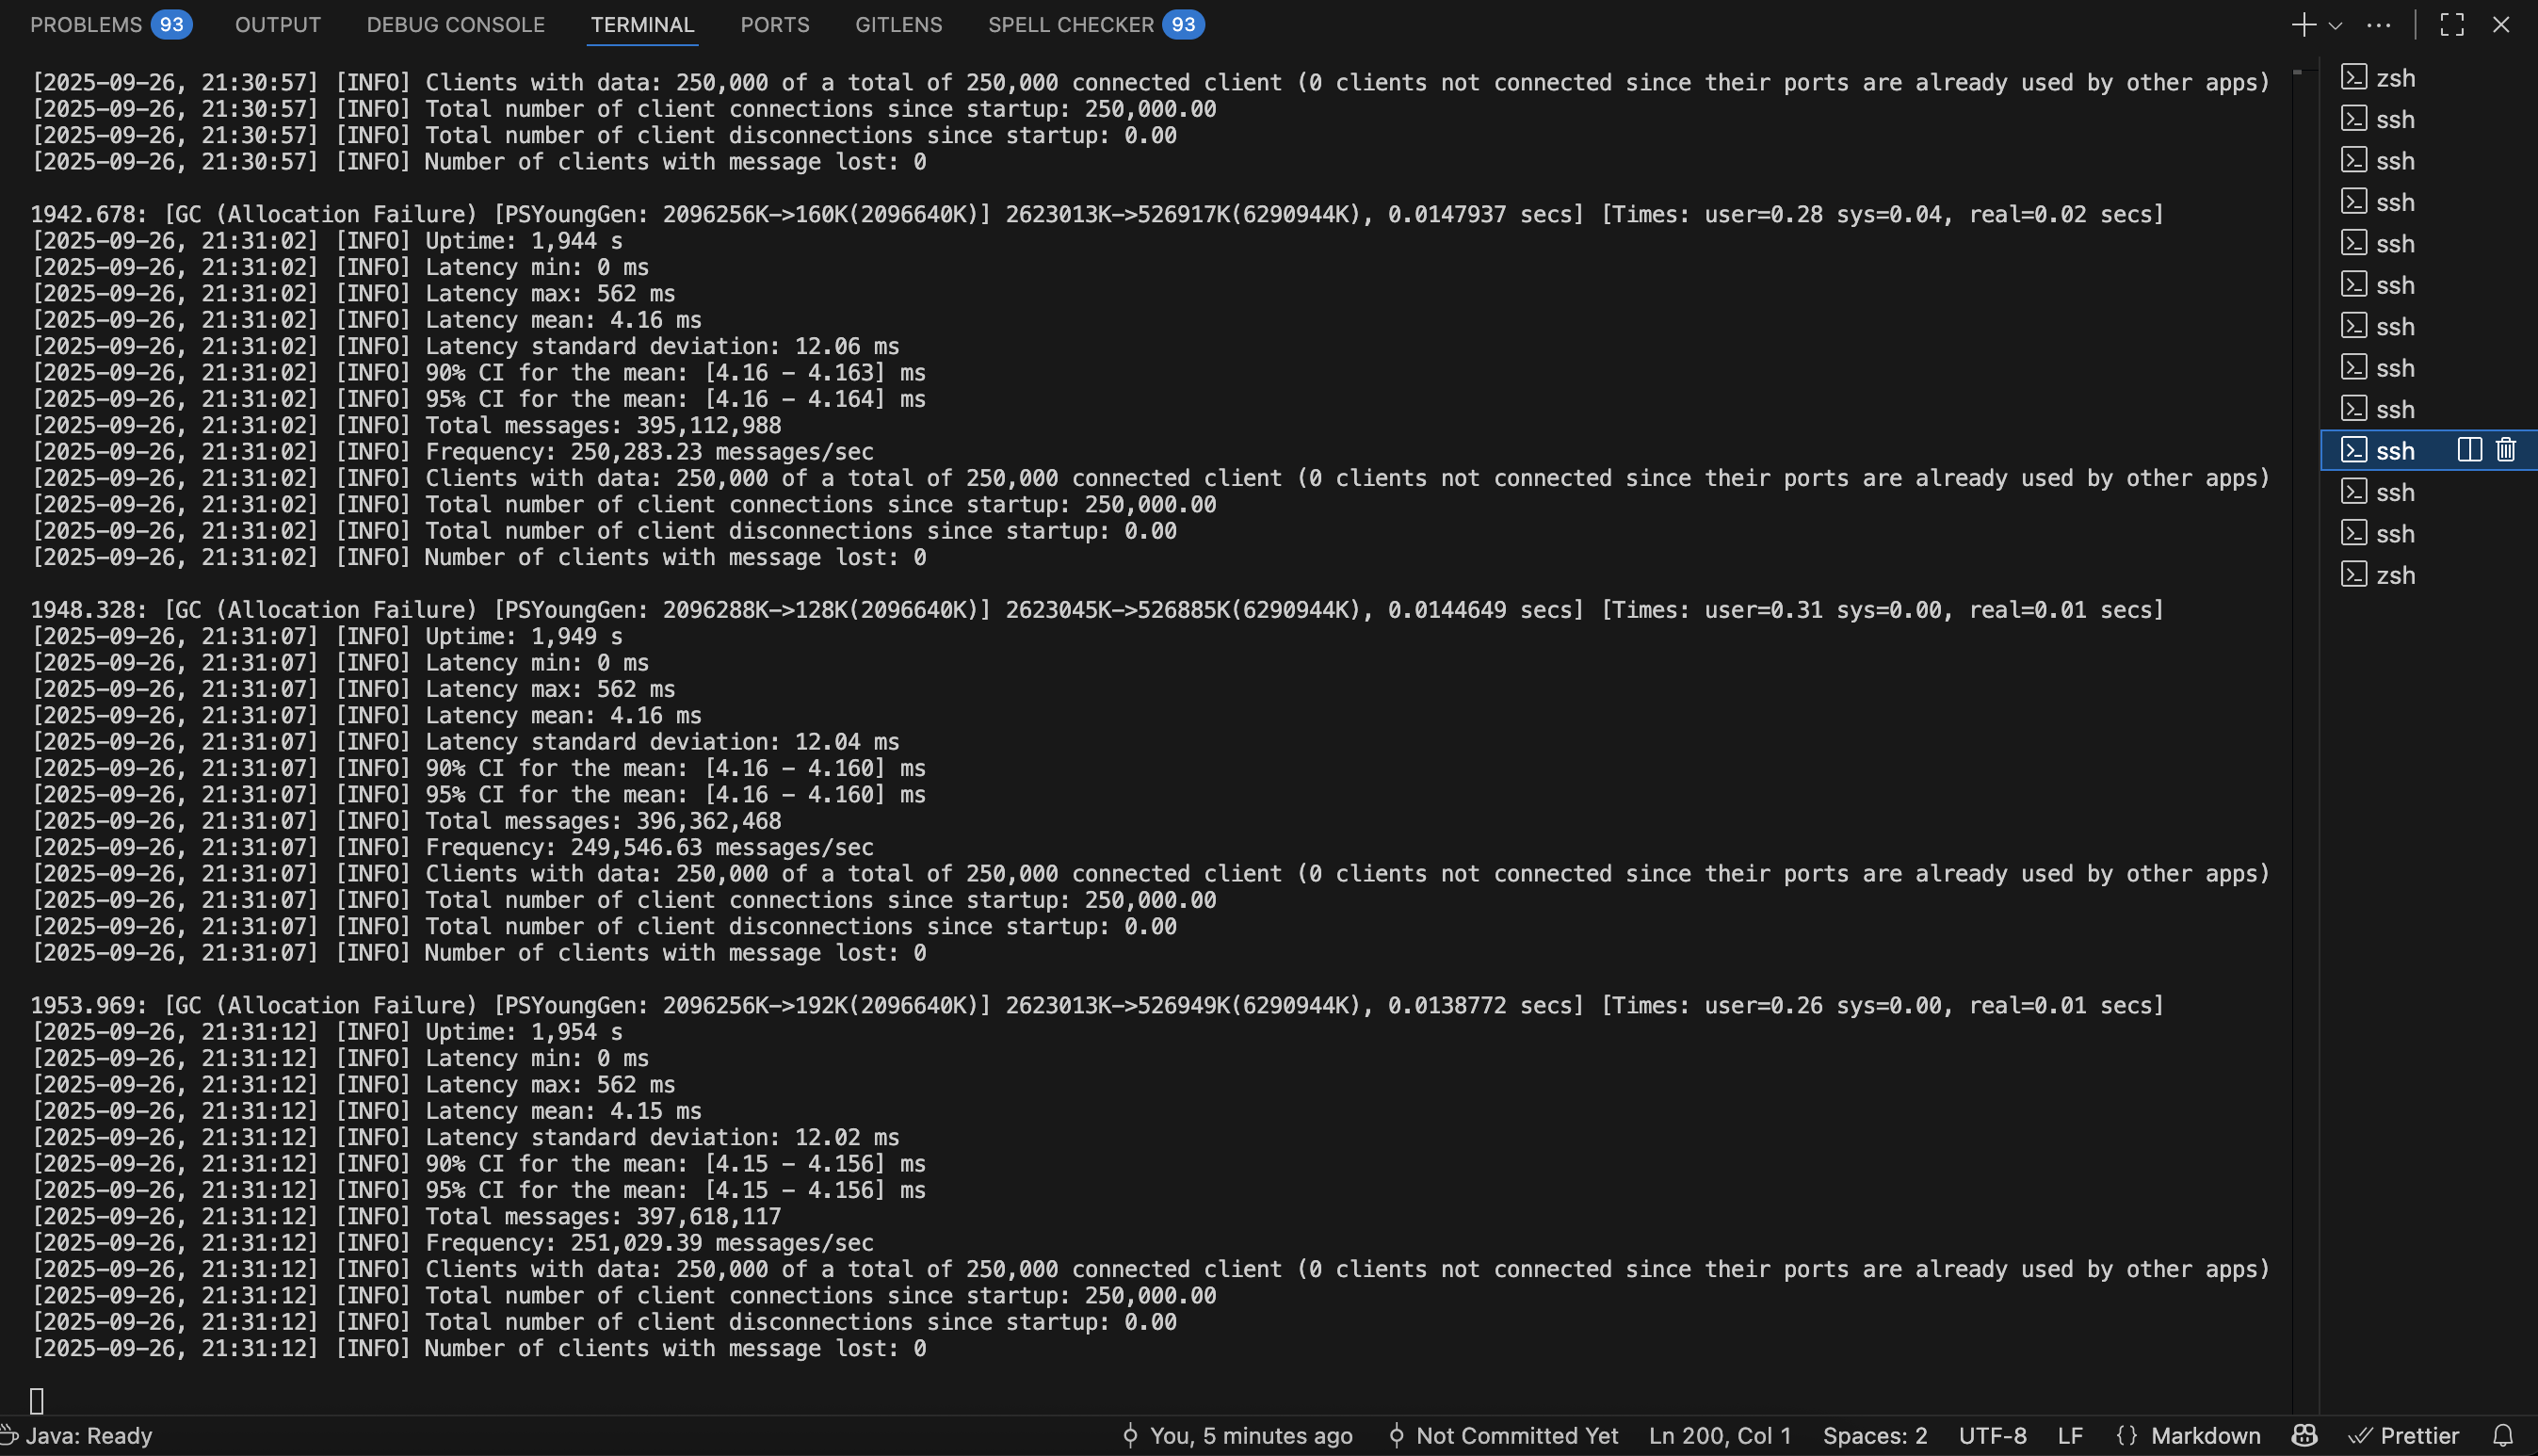 PROBLEMS 93 OUTPUT DEBUG CONSOLE TERMINAL PORTS GITLENS SPELL CHECKER 93
[2025-09-26, 21:30:57] [INFO] Clients with data: 250,000 of a total of 250,000 connected client (0 clients not connected since their ports are already used by other apps)
[2025-09-26, 21:30:57] [INFO] Total number of client connections since startup: 250,000.00
[2025-09-26, 21:30:57] [INFO] Total number of client disconnections since startup: 0.00
[2025-09-26, 21:30:57] [INFO] Number of clients with message lost: 0
1942.678: [GC (Allocation Failure) [PSYoungGen: 2096256K->160K(2096640K)] 2623013K->526917K(6290944K), 0.0147937 secs] [Times: user=0.28 sys=0.04, real=0.02 secs]
[2025-09-26, 21:31:02] [INFO] Uptime: 1,944 s
[2025-09-26, 21:31:02] [INFO] Latency min: 0 ms
[2025-09-26, 21:31:02] [INFO] Latency max: 562 ms
[2025-09-26, 21:31:02] [INFO] Latency mean: 4.16 ms
[2025-09-26, 21:31:02] [INFO] Latency standard deviation: 12.06 ms
[2025-09-26, 21:31:02] [INFO] 90% CI for the mean: [4.16 - 4.163] ms
[2025-09-26, 21:31:02] [INFO] 95% CI for the mean: [4.16 - 4.164] ms
[2025-09-26, 21:31:02] [INFO] Total messages: 395,112,988
[2025-09-26, 21:31:02] [INFO] Frequency: 250,283.23 messages/sec
[2025-09-26, 21:31:02] [INFO] Clients with data: 250,000 of a total of 250,000 connected client (0 clients not connected since their ports are already used by other apps)
[2025-09-26, 21:31:02] [INFO] Total number of client connections since startup: 250,000.00
[2025-09-26, 21:31:02] [INFO] Total number of client disconnections since startup: 0.00
[2025-09-26, 21:31:02] [INFO] Number of clients with message lost: 0
1948.328: [GC (Allocation Failure) [PSYoungGen: 2096288K->128K(2096640K)] 2623045K->526885K(6290944K), 0.0144649 secs] [Times: user=0.31 sys=0.00, real=0.01 secs]
[2025-09-26, 21:31:07] [INFO] Uptime: 1,949 s
[2025-09-26, 21:31:07] [INFO] Latency min: 0 ms
[2025-09-26, 21:31:07] [INFO] Latency max: 562 ms
[2025-09-26, 21:31:07] [INFO] Latency mean: 4.16 ms
[2025-09-26, 21:31:07] [INFO] Latency standard deviation: 12.04 ms
[2025-09-26, 21:31:07] [INFO] 90% CI for the mean: [4.16 - 4.160] ms
[2025-09-26, 21:31:07] [INFO] 95% CI for the mean: [4.16 - 4.160] ms
[2025-09-26, 21:31:07] [INFO] Total messages: 396,362,468
[2025-09-26, 21:31:07] [INFO] Frequency: 249,546.63 messages/sec
[2025-09-26, 21:31:07] [INFO] Clients with data: 250,000 of a total of 250,000 connected client (0 clients not connected since their ports are already used by other apps)
[2025-09-26, 21:31:07] [INFO] Total number of client connections since startup: 250,000.00
[2025-09-26, 21:31:07] [INFO] Total number of client disconnections since startup: 0.00
[2025-09-26, 21:31:07] [INFO] Number of clients with message lost: 0
1953.969: [GC (Allocation Failure) [PSYoungGen: 2096256K->192K(2096640K)] 2623013K->526949K(6290944K), 0.0138772 secs] [Times: user=0.26 sys=0.00, real=0.01 secs]
[2025-09-26, 21:31:12] [INFO] Uptime: 1,954 s
[2025-09-26, 21:31:12] [INFO] Latency min: 0 ms
[2025-09-26, 21:31:12] [INFO] Latency max: 562 ms
[2025-09-26, 21:31:12] [INFO] Latency mean: 4.15 ms
[2025-09-26, 21:31:12] [INFO] Latency standard deviation: 12.02 ms
[2025-09-26, 21:31:12] [INFO] 90% CI for the mean: [4.15 - 4.156] ms
[2025-09-26, 21:31:12] [INFO] 95% CI for the mean: [4.15 - 4.156] ms
[2025-09-26, 21:31:12] [INFO] Total messages: 397,618,117
[2025-09-26, 21:31:12] [INFO] Frequency: 251,029.39 messages/sec
[2025-09-26, 21:31:12] [INFO] Clients with data: 250,000 of a total of 250,000 connected client (0 clients not connected since their ports are already used by other apps)
[2025-09-26, 21:31:12] [INFO] Total number of client connections since startup: 250,000.00
[2025-09-26, 21:31:12] [INFO] Total number of client disconnections since startup: 0.00
[2025-09-26, 21:31:12] [INFO] Number of clients with message lost: 0
zsh
ssh
ssh
ssh
ssh
ssh
ssh
ssh
ssh
ssh
ssh
ssh
zsh
Java: Ready You, 5 minutes ago Not Committed Yet Ln 200, Col 1 Spaces: 2 UTF-8 LF {} Markdown Prettier